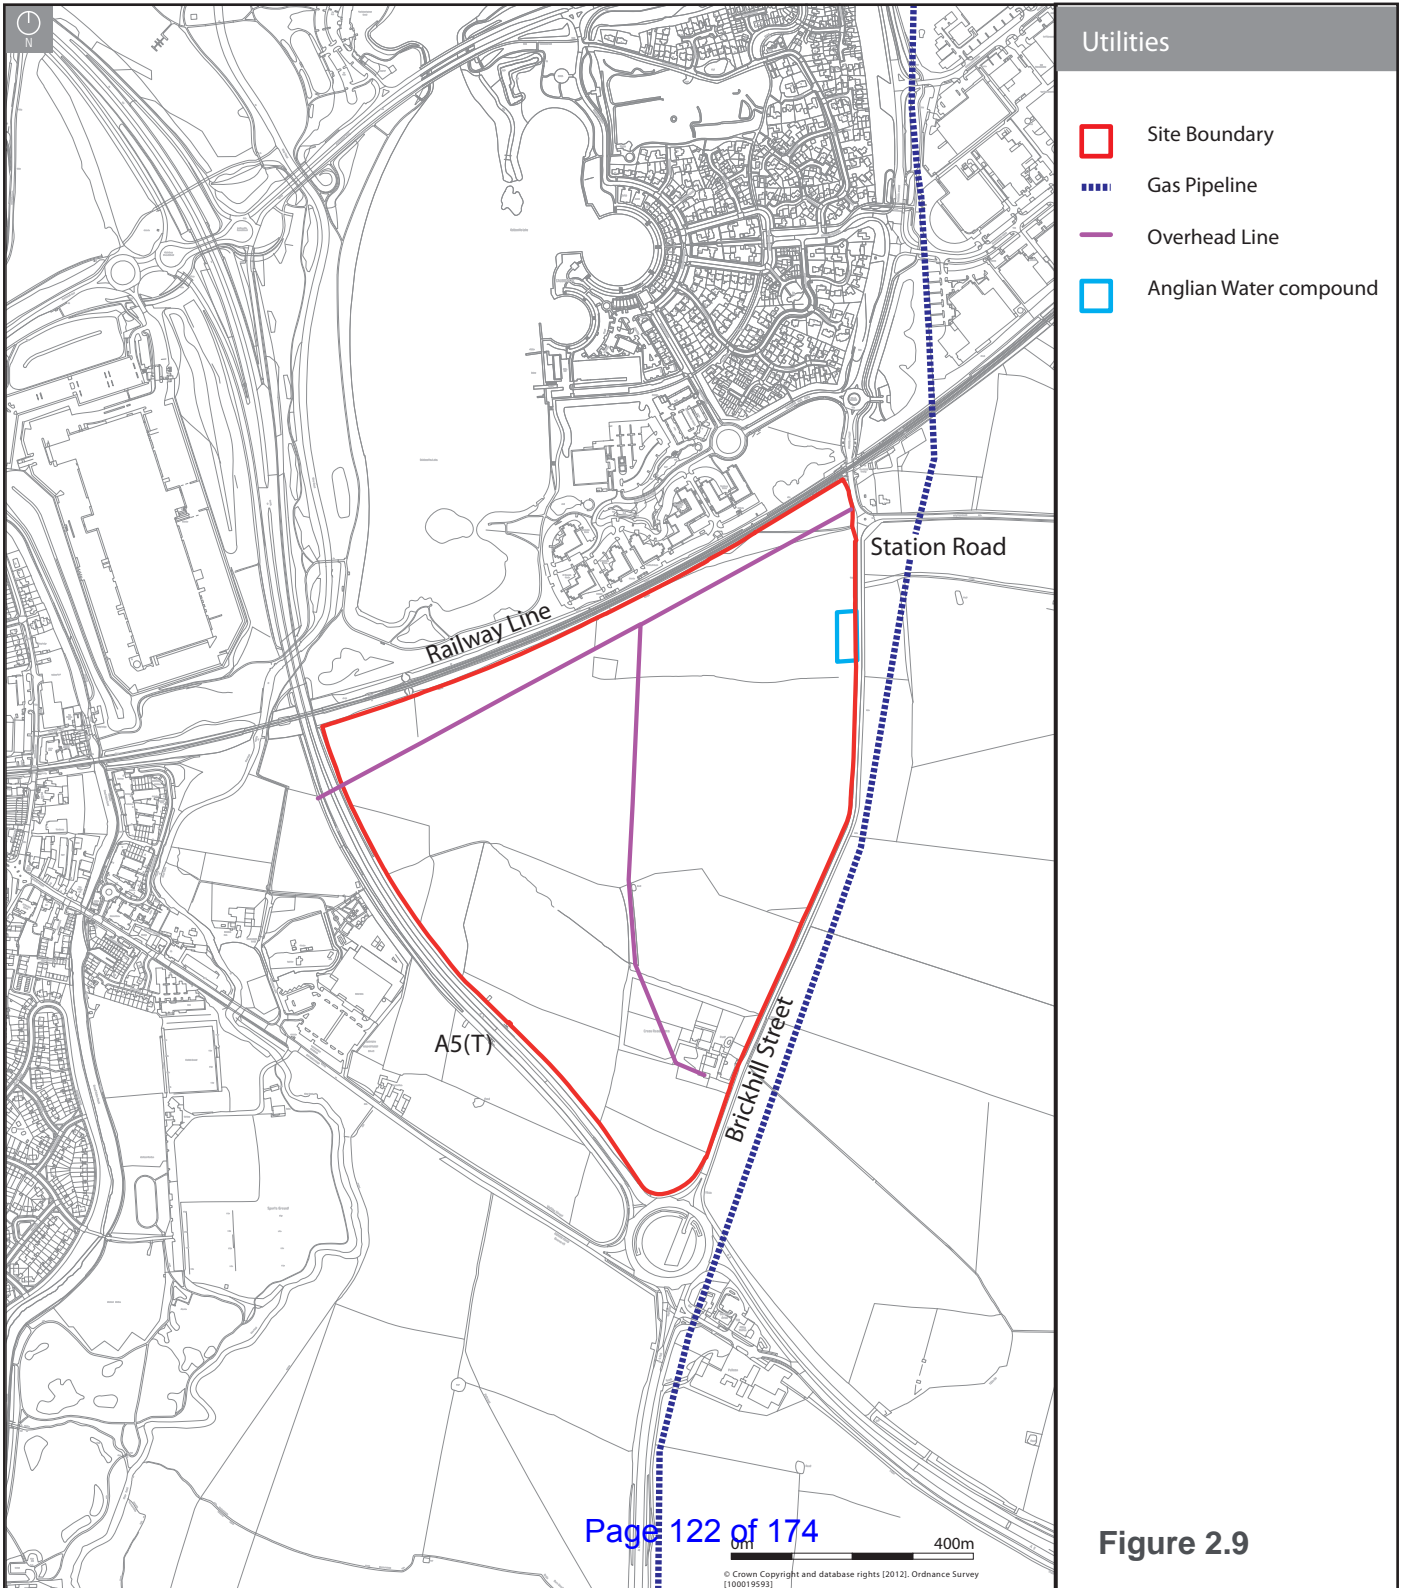 N
Utilities
Site Boundary
Gas Pipeline
Overhead Line
Anglian Water compound
Station Road
Railway Line
A5(T)
Brickhill Street
Page 122 of 174
0m 400m
© Crown Copyright and database rights [2012]. Ordnance Survey
[100019593]
Figure 2.9